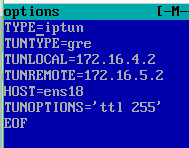 options [-M--
TYPE=iptun
TUNTYPE=gre
TUNLOCAL=172.16.4.2
TUNREMOTE=172.16.5.2
HOST=ens18
TUNOPTIONS='ttl 255'
EOF